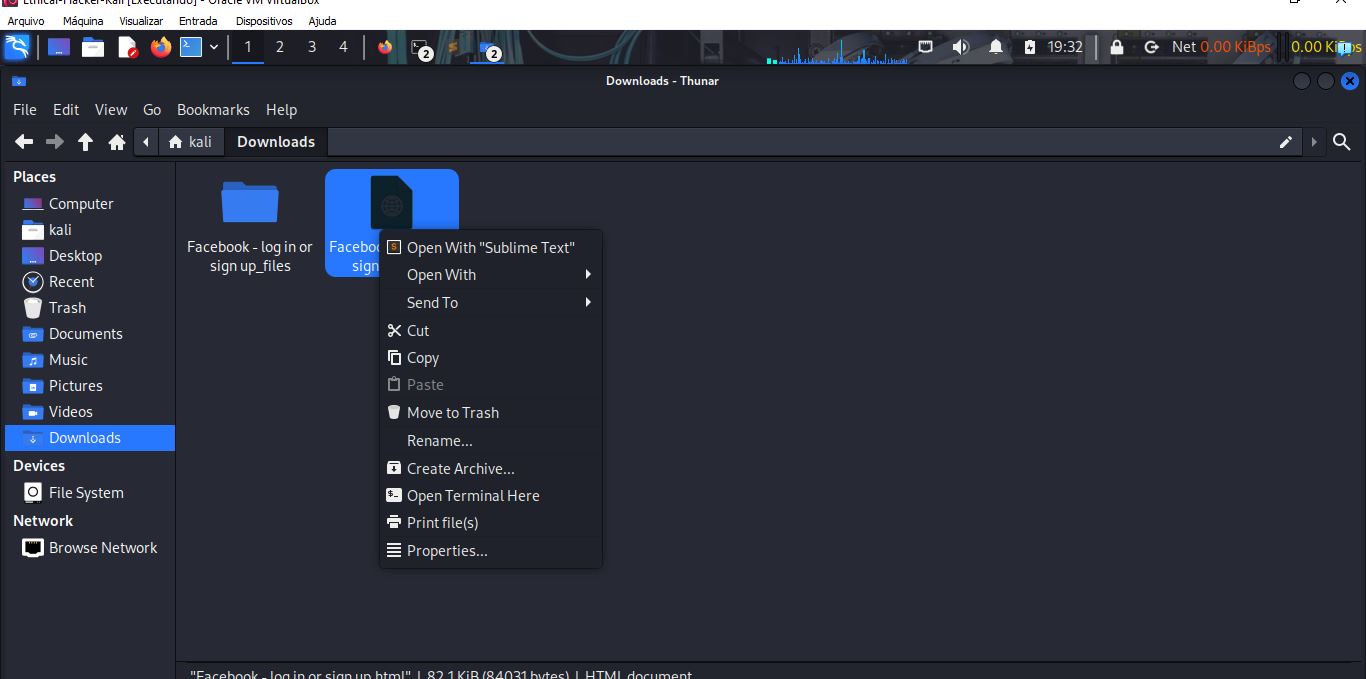 Ethical-Hacker-Kali [Executando] - Oracle VM VirtualBox
Arquivo Máquina Visualizar Entrada Dispositivos Ajuda
1 2 3 4 2 2 19:32 Net 0.00 KiBps 0.00 KiBps
Downloads - Thunar
File Edit View Go Bookmarks Help
kali Downloads
Places
Computer
kali
Desktop
Recent
Trash
Documents
Music
Pictures
Videos
Downloads
Devices
File System
Network
Browse Network
Facebook - log in or
sign up_files
Facebo
sign
Open With "Sublime Text"
Open With
Send To
Cut
Copy
Paste
Move to Trash
Rename...
Create Archive...
Open Terminal Here
Print file(s)
Properties...
"Facebook - log in or sign up.html" | 82.1 KiB (84031 bytes) | HTML document